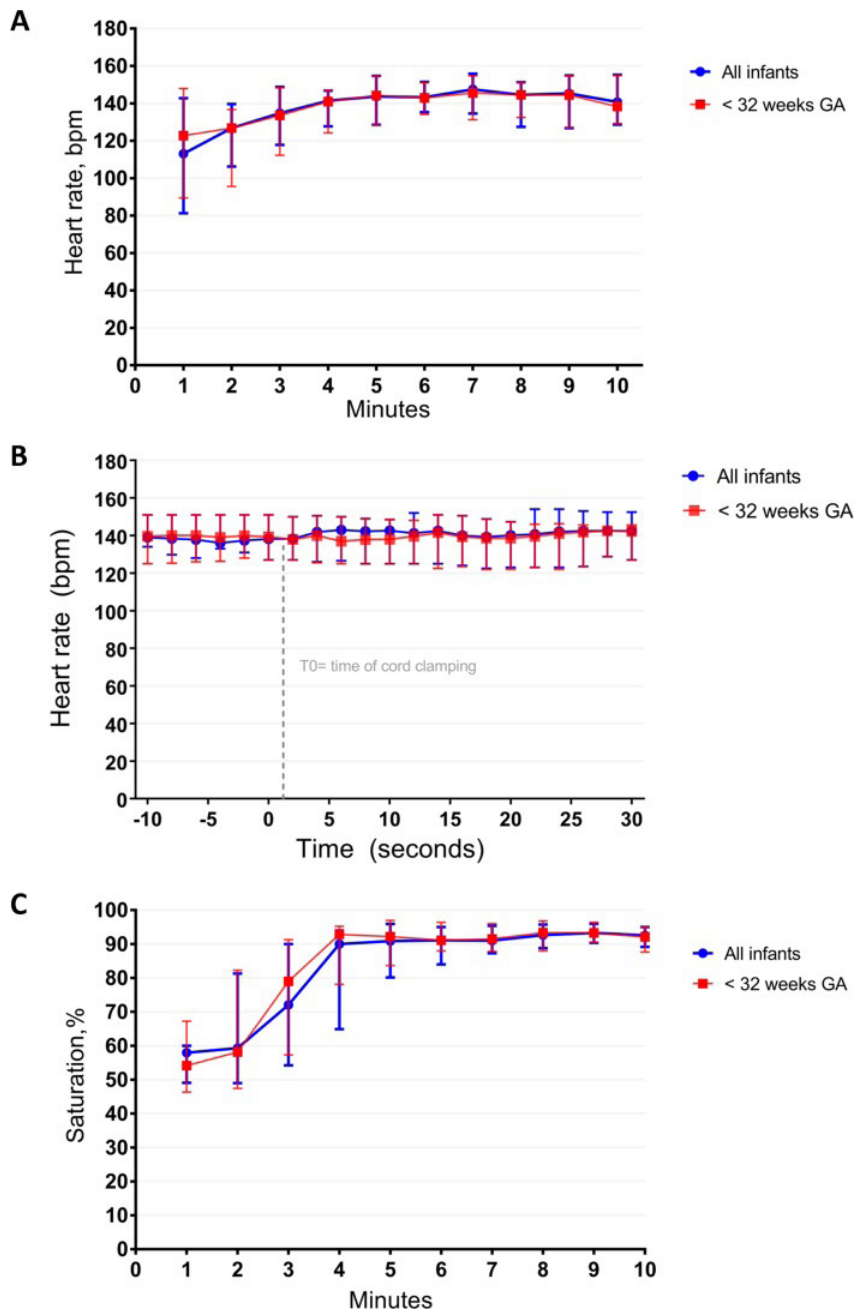 A
Heart rate, bpm
180
160
140
120
100
80
60
40
20
0
0 1 2 3 4 5 6 7 8 9 10
Minutes
All infants
< 32 weeks GA
B
Heart rate (bpm)
180
160
140
120
100
80
60
40
20
0
-10 -5 0 5 10 15 20 25 30
Time (seconds)
T0= time of cord clamping
All infants
< 32 weeks GA
C
Saturation,%
100
90
80
70
60
50
40
30
20
10
0
0 1 2 3 4 5 6 7 8 9 10
Minutes
All infants
< 32 weeks GA